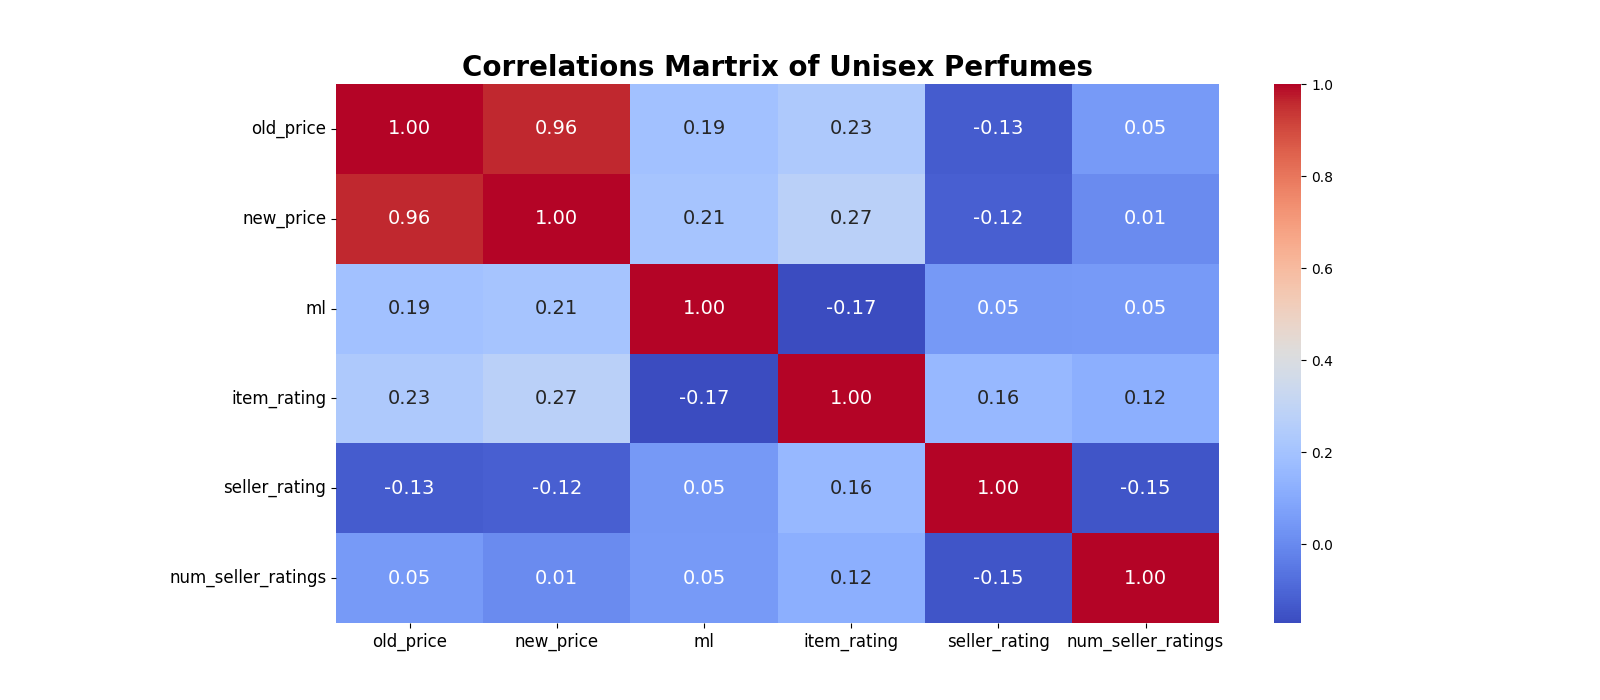 Correlations Martrix of Unisex Perfumes
old_price 1.00 0.96 0.19 0.23 -0.13 0.05
new_price 0.96 1.00 0.21 0.27 -0.12 0.01
ml 0.19 0.21 1.00 -0.17 0.05 0.05
item_rating 0.23 0.27 -0.17 1.00 0.16 0.12
seller_rating -0.13 -0.12 0.05 0.16 1.00 -0.15
num_seller_ratings 0.05 0.01 0.05 0.12 -0.15 1.00
old_price new_price ml item_rating seller_rating num_seller_ratings
1.0
0.8
0.6
0.4
0.2
0.0